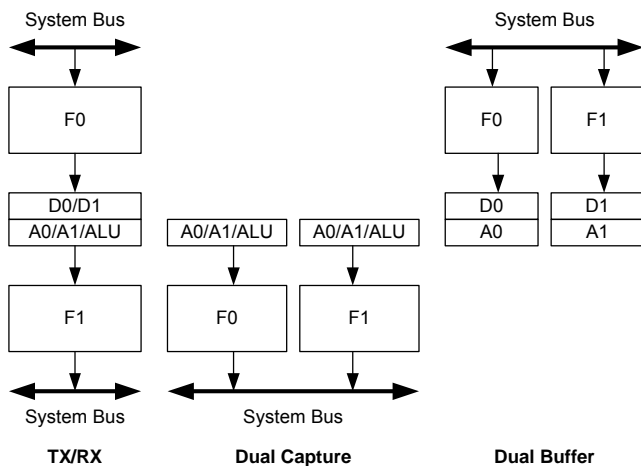 System Bus
System Bus
F0
F0
F1
D0/D1
D0
D1
A0/A1/ALU
A0/A1/ALU
A0/A1/ALU
A0
A1
F1
F0
F1
System Bus
System Bus
TX/RX
Dual Capture
Dual Buffer